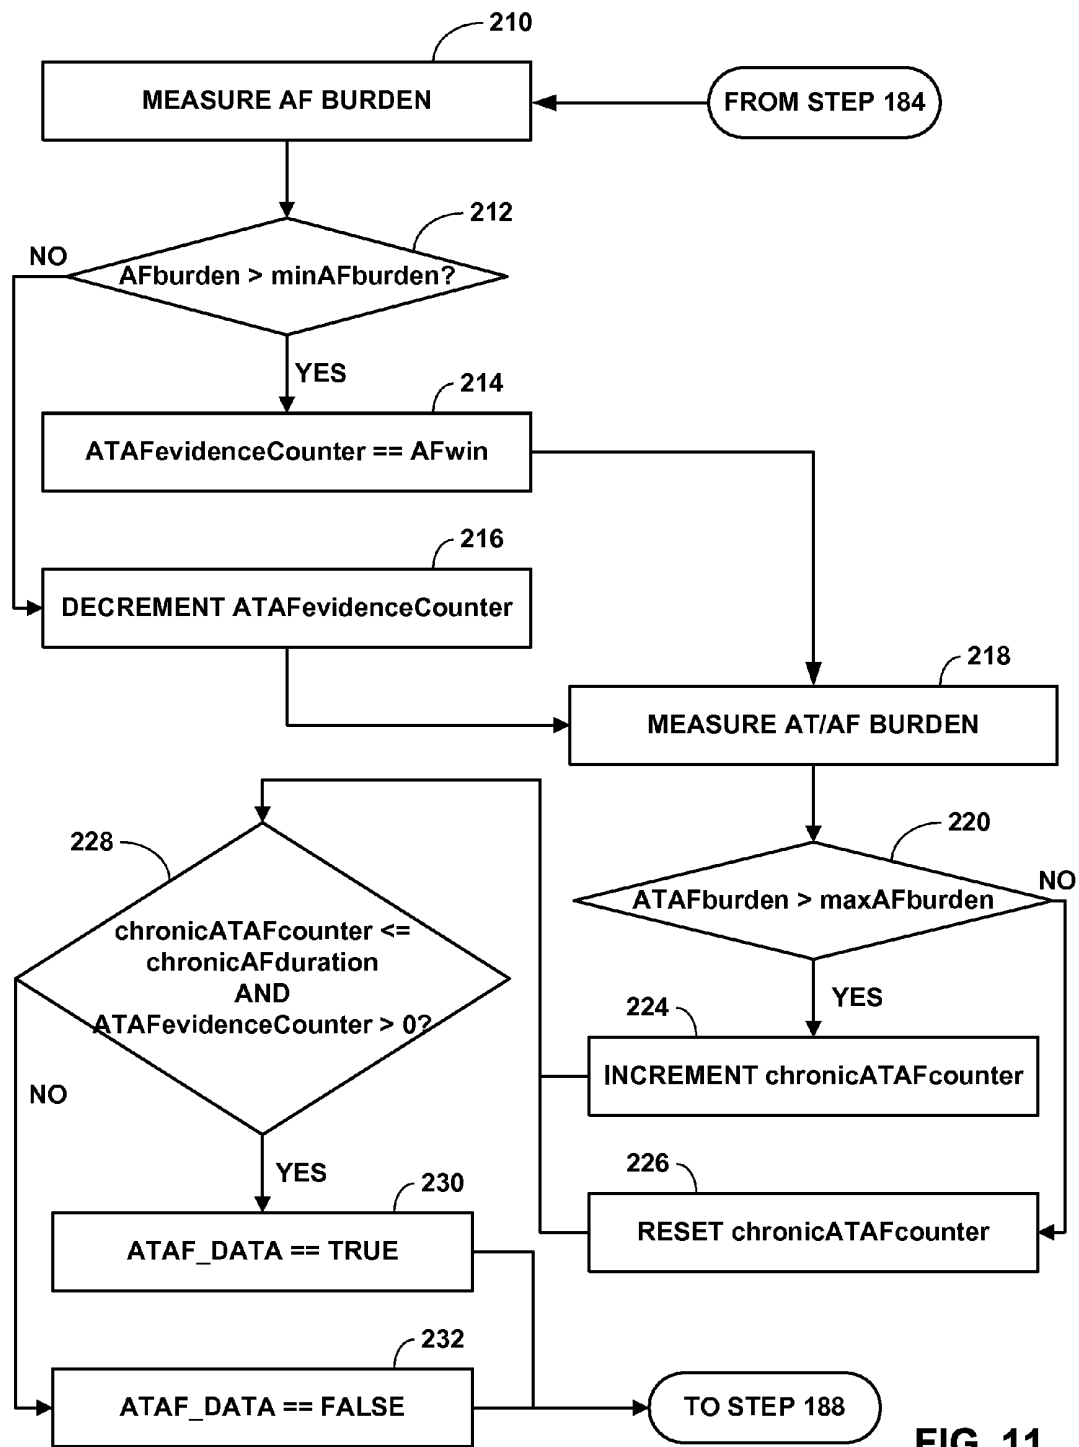 210
MEASURE AF BURDEN
FROM STEP 184
212
NO
AFburden > minAFburden?
YES
214
ATAFevidenceCounter == AFwin
216
DECREMENT ATAFevidenceCounter
218
MEASURE AT/AF BURDEN
220
ATAFburden > maxAFburden
NO
YES
224
INCREMENT chronicATAFcounter
226
RESET chronicATAFcounter
228
chronicATAFcounter <=
chronicAFduration
AND
ATAFevidenceCounter > 0?
NO
YES
230
ATAF_DATA == TRUE
232
ATAF_DATA == FALSE
TO STEP 188
FIG. 11